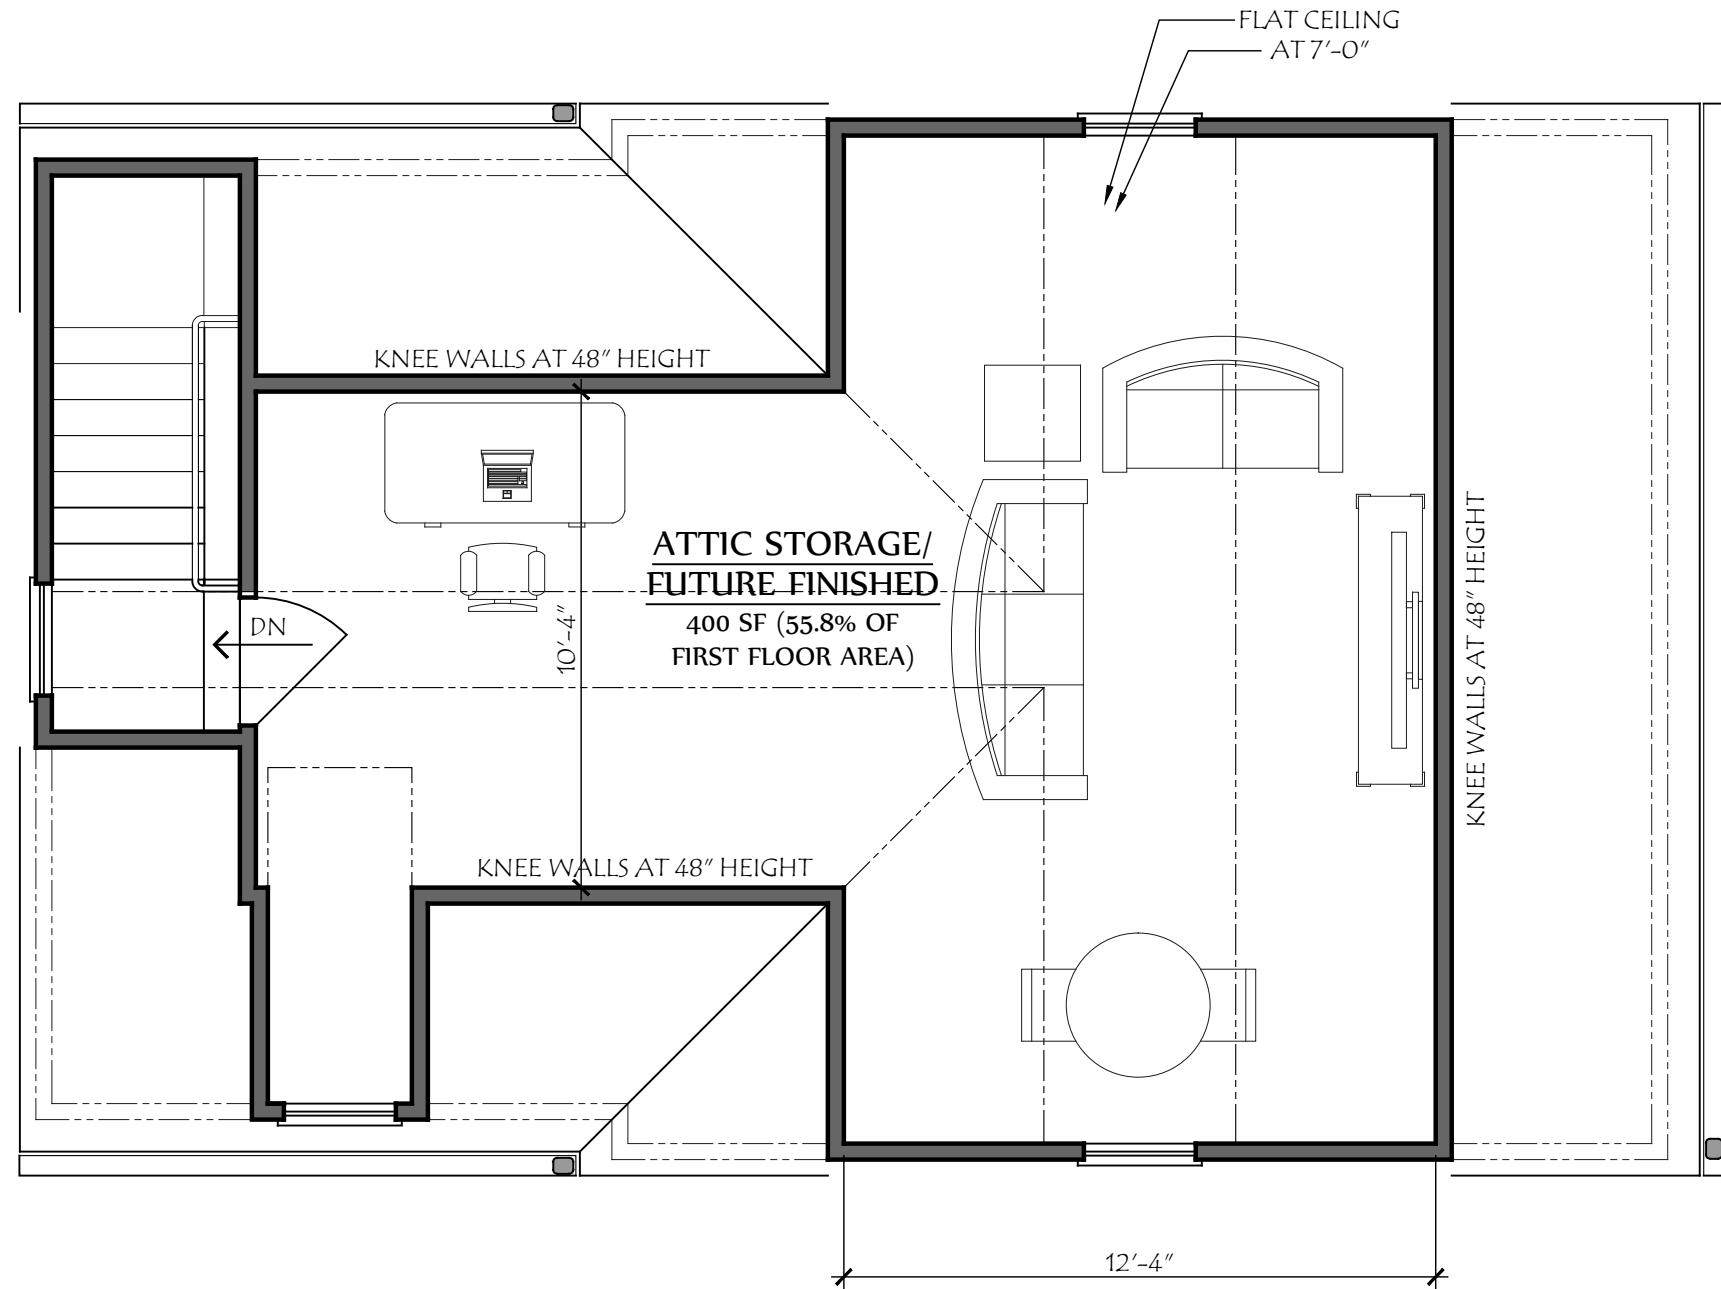 FLAT CEILING
AT 7'-0"
KNEE WALLS AT 48" HEIGHT
ATTIC STORAGE/
FUTURE FINISHED
400 SF (55.8% OF
FIRST FLOOR AREA)
DN
10'-4"
KNEE WALLS AT 48" HEIGHT
KNEE WALLS AT 48" HEIGHT
12'-4"